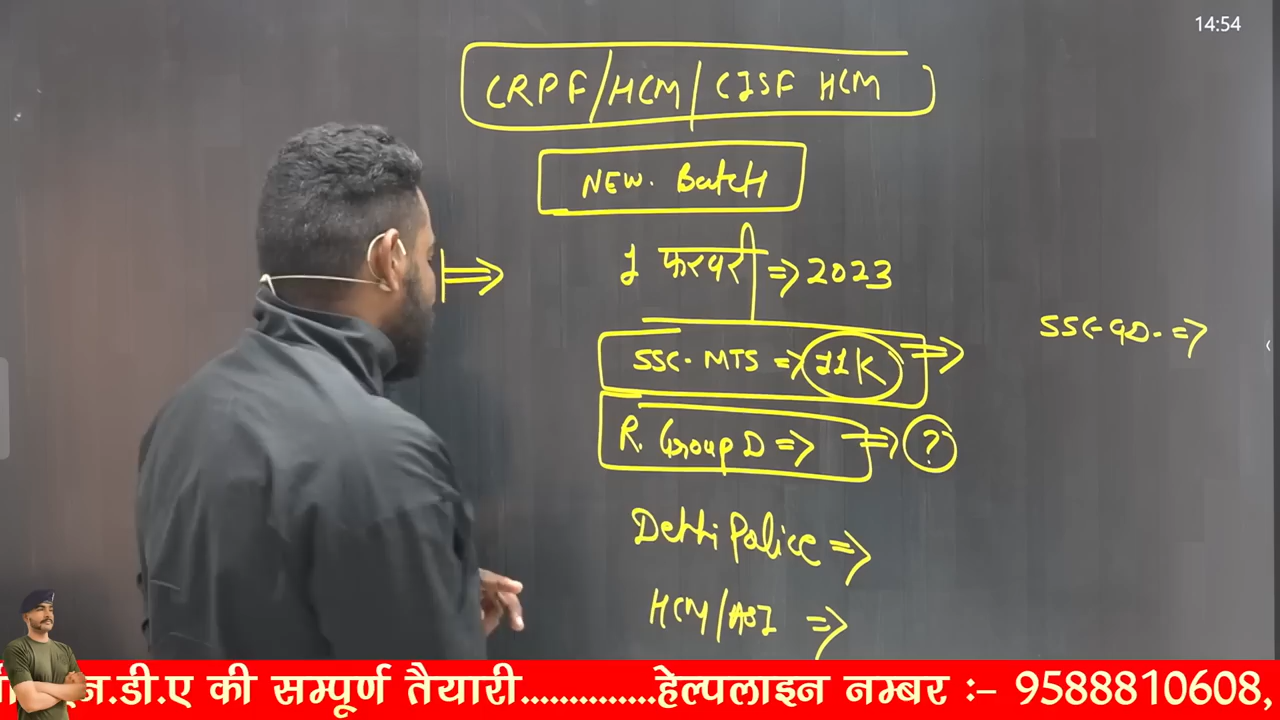 14:54
CRPF/HCM/CISF HCM
NEW. Batch
1 फरवरी => 2023
SSC-MTS => 11K =>
SSC-GD- =>
R. Group D => => ?
Delhi Police =>
HCM/ASI =>
एन.डी.ए की सम्पूर्ण तैयारी.............हेल्पलाइन नम्बर :- 9588810608,